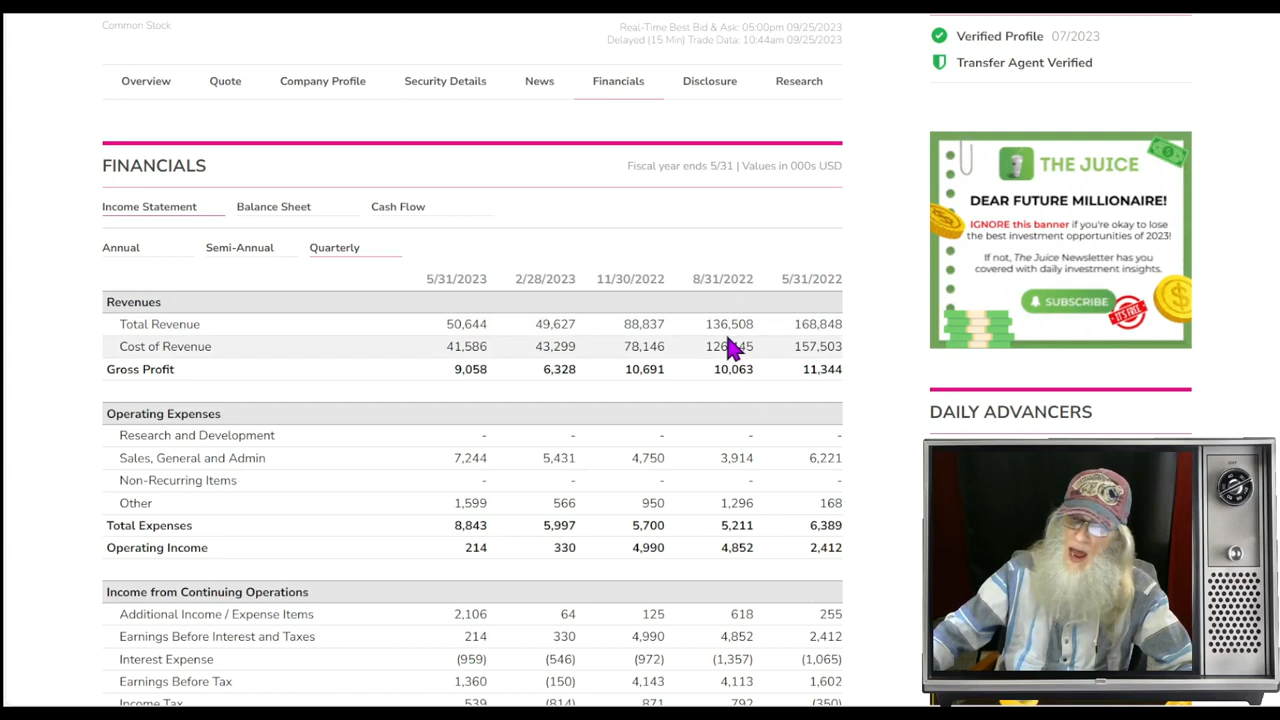 Common Stock
Real-Time Best Bid & Ask: 05:00pm 09/25/2023
Delayed (15 Min) Trade Data: 10:44am 09/25/2023
Overview Quote Company Profile Security Details News Financials Disclosure Research
FINANCIALS
Fiscal year ends 5/31 | Values in 000s USD
Income Statement Balance Sheet Cash Flow
Annual Semi-Annual Quarterly
5/31/2023 2/28/2023 11/30/2022 8/31/2022 5/31/2022
Revenues
Total Revenue 50,644 49,627 88,837 136,508 168,848
Cost of Revenue 41,586 43,299 78,146 157,503
Gross Profit 9,058 6,328 10,691 10,063 11,344
Operating Expenses
Research and Development - - - - -
Sales, General and Admin 7,244 5,431 4,750 3,914 6,221
Non-Recurring Items - - - - -
Other 1,599 566 950 1,296 168
Total Expenses 8,843 5,997 5,700 5,211 6,389
Operating Income 214 330 4,990 4,852 2,412
Income from Continuing Operations
Additional Income / Expense Items 2,106 64 125 618 255
Earnings Before Interest and Taxes 214 330 4,990 4,852 2,412
Interest Expense (959) (546) (972) (1,357) (1,065)
Earnings Before Tax 1,360 (150) 4,143 4,113 1,602
Income Tax 539 (814) 871 792 (350)
Verified Profile 07/2023
Transfer Agent Verified
THE JUICE
DEAR FUTURE MILLIONAIRE!
IGNORE this banner if you're okay to lose
the best investment opportunities of 2023!
If not, The Juice Newsletter has you
covered with daily investment insights.
SUBSCRIBE
IT'S FREE
DAILY ADVANCERS